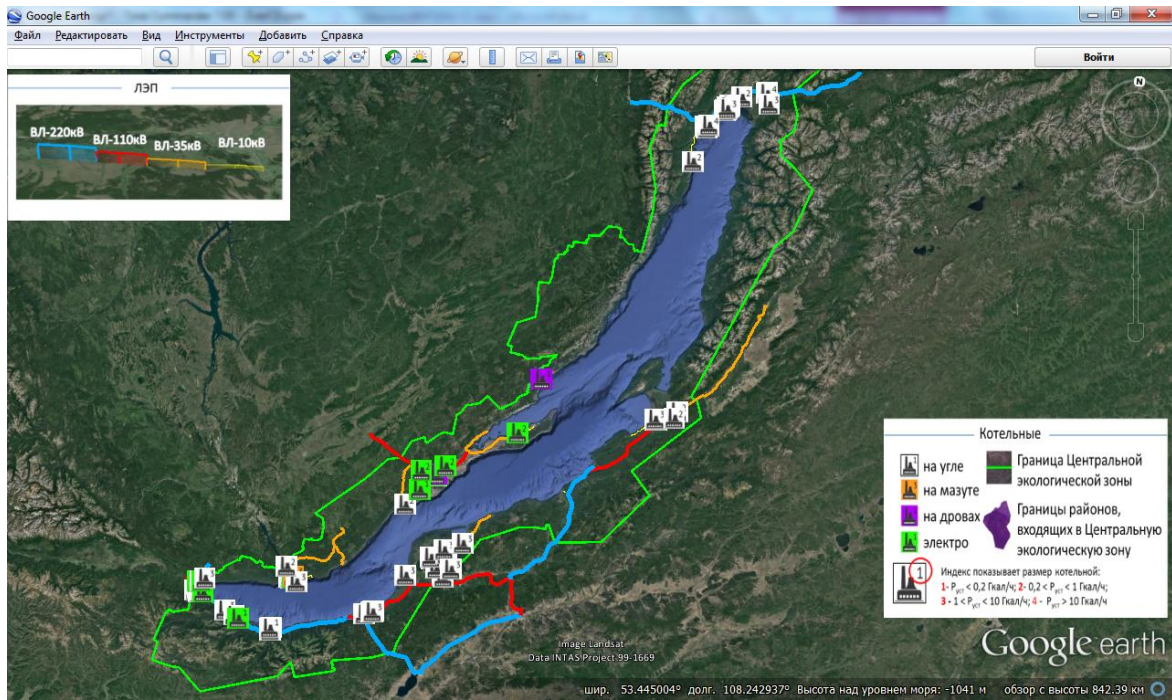 Google Earth
Файл Редактировать Вид Инструменты Добавить Справка
Войти
ЛЭП
ВЛ-220кВ
ВЛ-110кВ
ВЛ-35кВ
ВЛ-10кВ
N
Котельные
на угле
на мазуте
на дровах
электро
Граница Центральной
экологической зоны
Границы районов,
входящих в Центральную
экологическую зону
1
Индекс показывает размер котельной:
1- Pуст < 0,2 Гкал/ч; 2- 0,2 < Pуст < 1 Гкал/ч;
3 - 1 < Pуст < 10 Гкал/ч; 4 - Pуст > 10 Гкал/ч
Image Landsat
Data INTAS Project 99-1669
Google earth
шир. 53.445004° долг. 108.242937° Высота над уровнем моря: -1041 м обзор с высоты 842.39 км